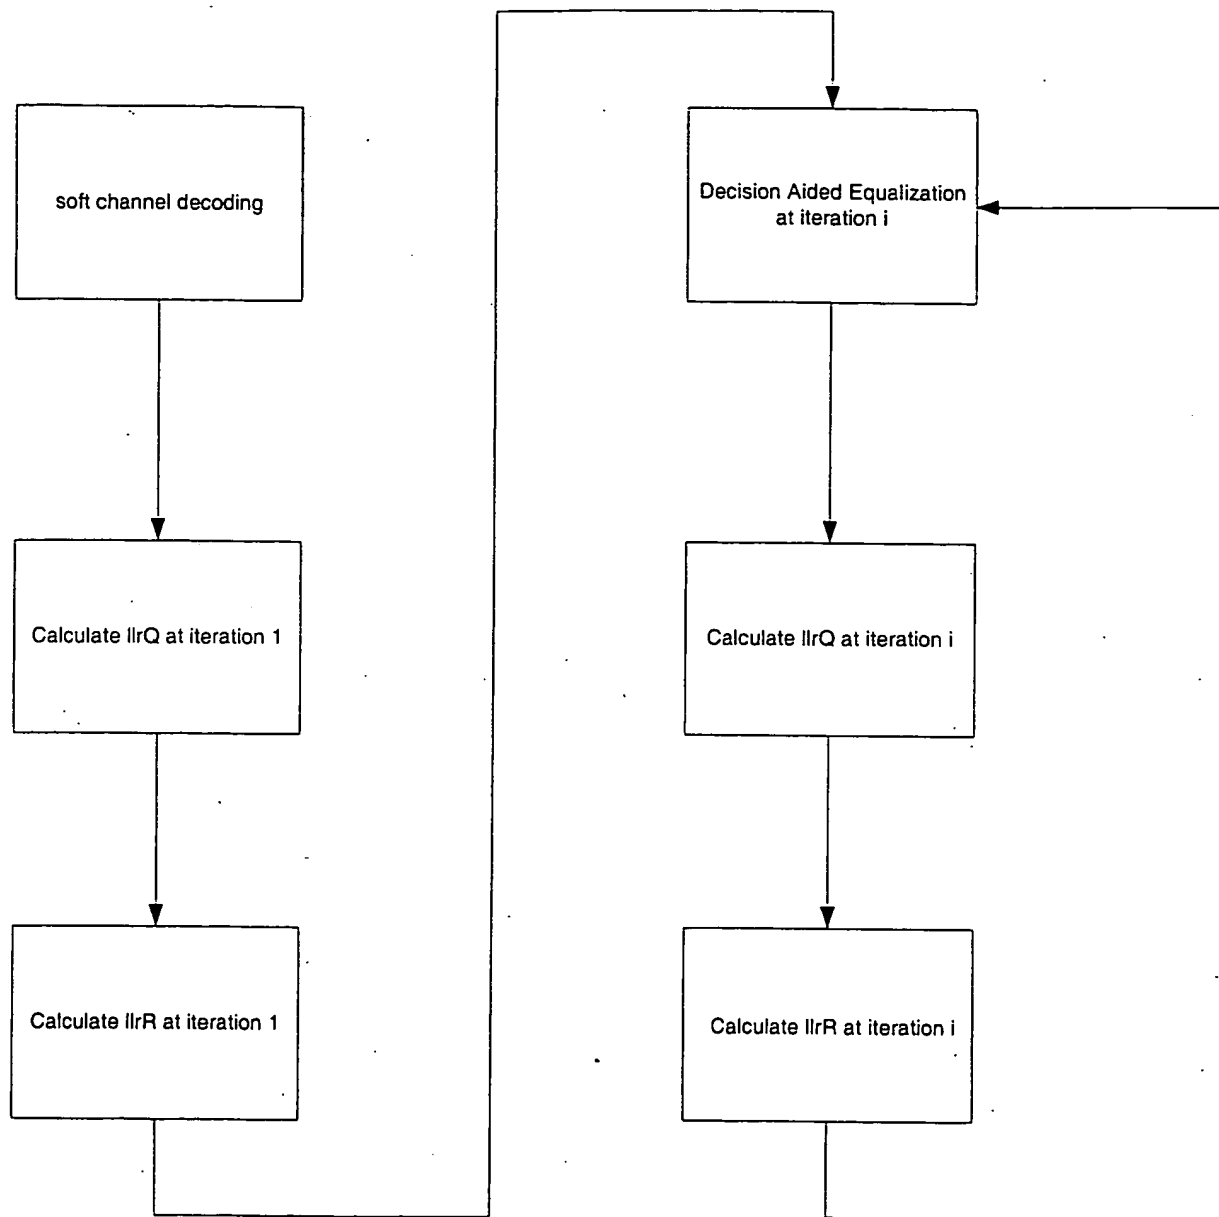 soft channel decoding
Calculate llrQ at iteration 1
Calculate llrR at iteration 1
Decision Aided Equalization
at iteration i
Calculate llrQ at iteration i
Calculate llrR at iteration i